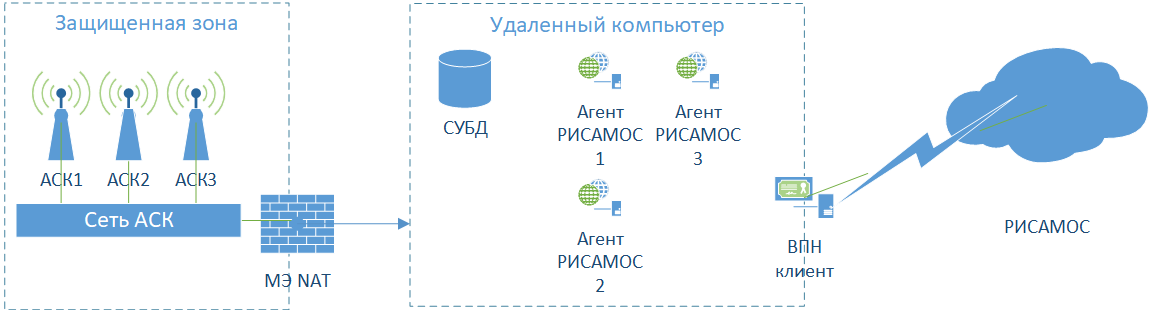 Защищенная зона
АСК1
АСК2
АСК3
Сеть АСК
МЭ NAT
Удаленный компьютер
СУБД
Агент
РИСАМОС
1
Агент
РИСАМОС
3
Агент
РИСАМОС
2
ВПН
клиент
РИСАМОС